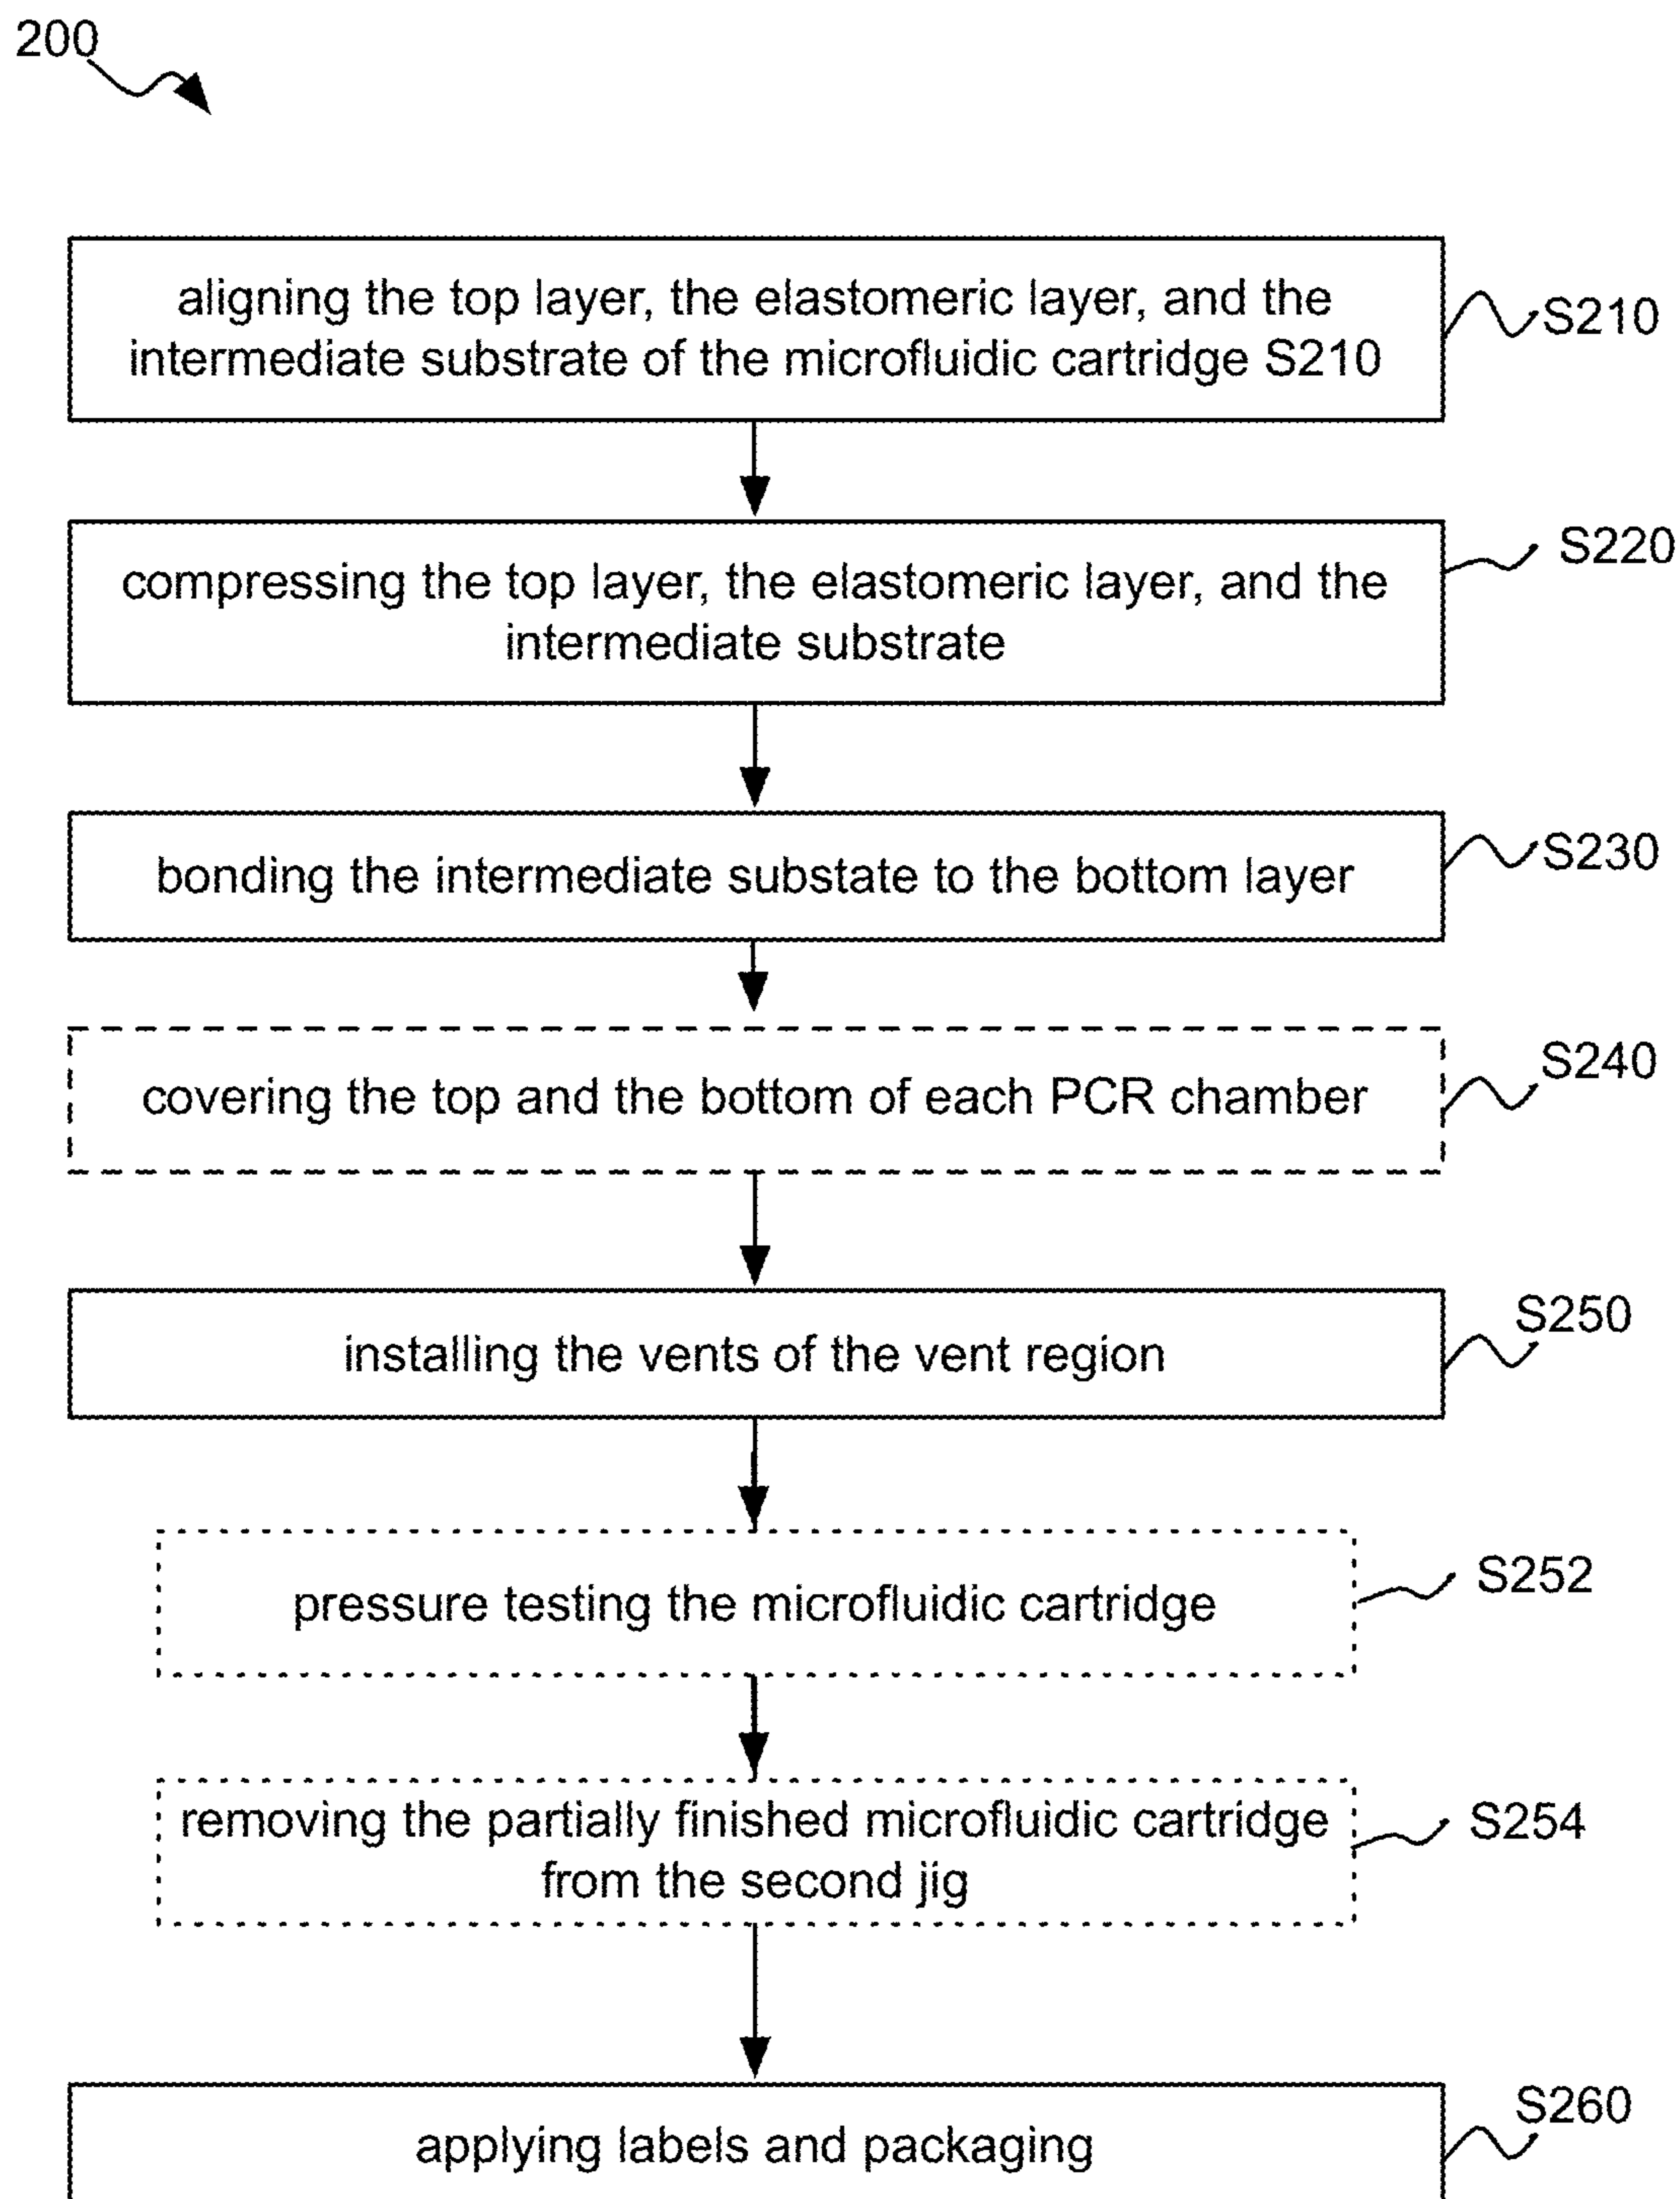 200
aligning the top layer, the elastomeric layer, and the
intermediate substrate of the microfluidic cartridge S210
S210
compressing the top layer, the elastomeric layer, and the
intermediate substrate
S220
bonding the intermediate substate to the bottom layer
S230
covering the top and the bottom of each PCR chamber
S240
installing the vents of the vent region
S250
pressure testing the microfluidic cartridge
S252
removing the partially finished microfluidic cartridge
from the second jig
S254
applying labels and packaging
S260